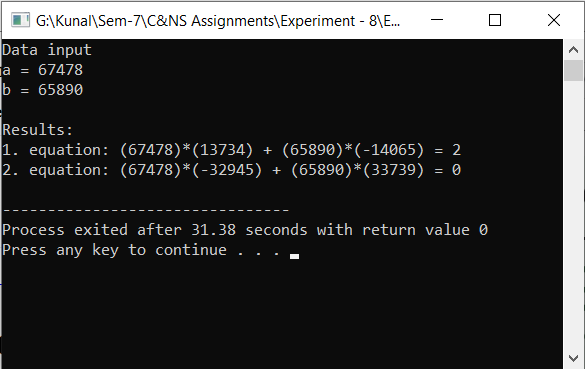 G:\Kunal\Sem-7\C&NS Assignments\Experiment - 8\E...
Data input
a = 67478
b = 65890
Results:
1. equation: (67478)*(13734) + (65890)*(-14065) = 2
2. equation: (67478)*(-32945) + (65890)*(33739) = 0
--------------------------------
Process exited after 31.38 seconds with return value 0
Press any key to continue . . .